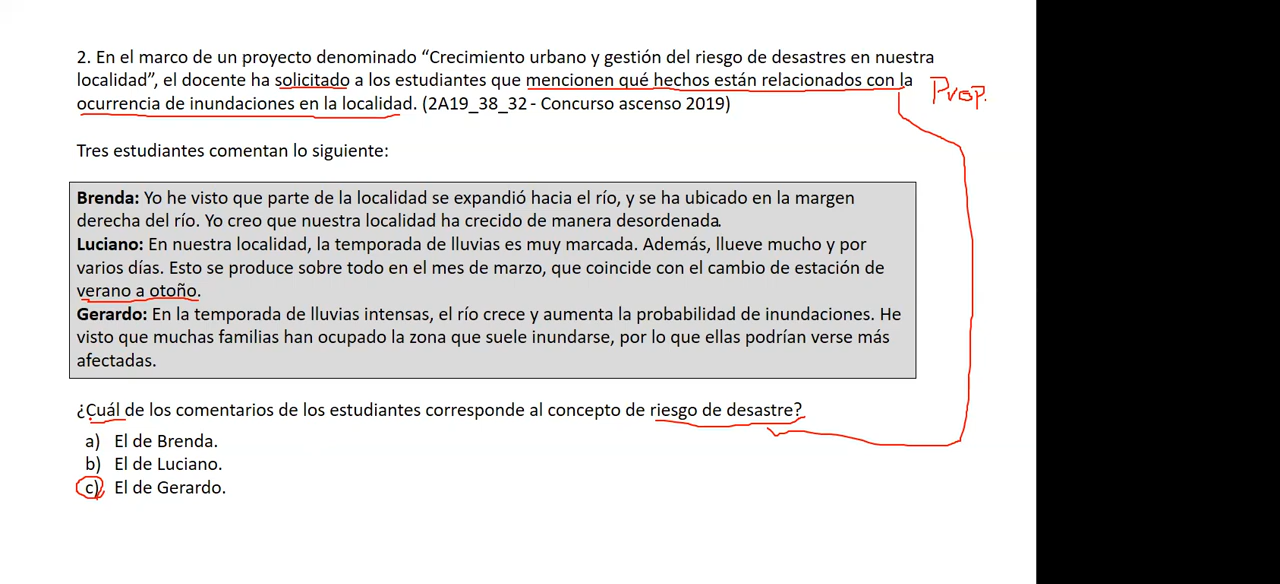 2. En el marco de un proyecto denominado “Crecimiento urbano y gestión del riesgo de desastres en nuestra
localidad”, el docente ha solicitado a los estudiantes que mencionen qué hechos están relacionados con la
Prop.
ocurrencia de inundaciones en la localidad. (2A19_38_32 - Concurso ascenso 2019)
Tres estudiantes comentan lo siguiente:
Brenda: Yo he visto que parte de la localidad se expandió hacia el río, y se ha ubicado en la margen
derecha del río. Yo creo que nuestra localidad ha crecido de manera desordenada.
Luciano: En nuestra localidad, la temporada de lluvias es muy marcada. Además, llueve mucho y por
varios días. Esto se produce sobre todo en el mes de marzo, que coincide con el cambio de estación de
verano a otoño.
Gerardo: En la temporada de lluvias intensas, el río crece y aumenta la probabilidad de inundaciones. He
visto que muchas familias han ocupado la zona que suele inundarse, por lo que ellas podrían verse más
afectadas.
¿Cuál de los comentarios de los estudiantes corresponde al concepto de riesgo de desastre?
a) El de Brenda.
b) El de Luciano.
c) El de Gerardo.